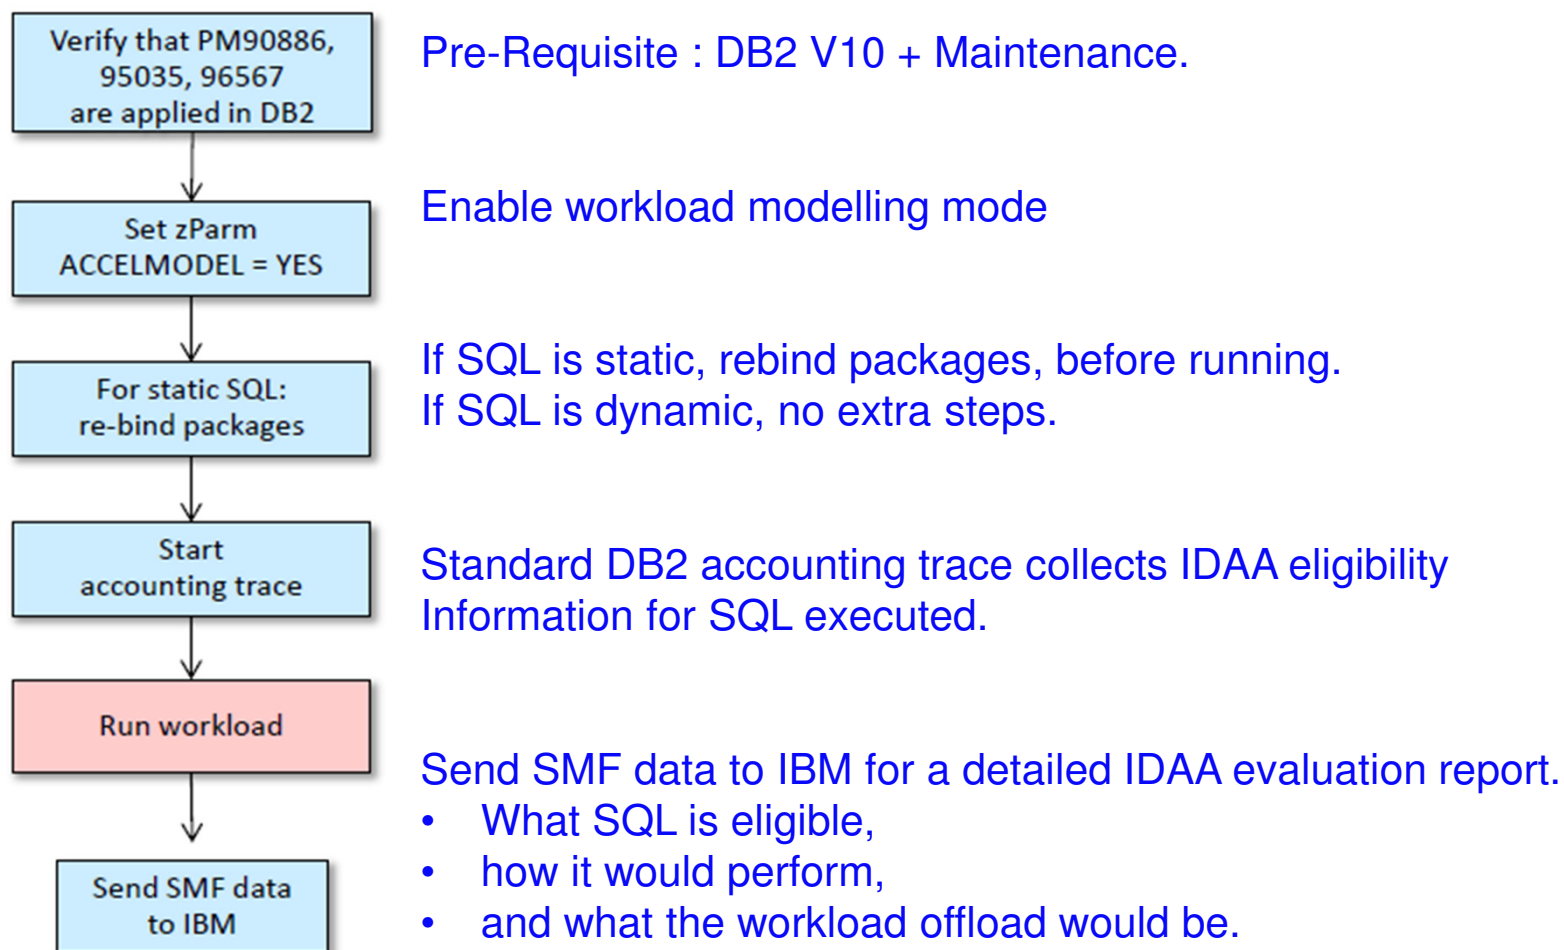 Verify that PM90886,
95035, 96567
are applied in DB2
Pre-Requisite : DB2 V10 + Maintenance.
Set zParm
ACCELMODEL = YES
Enable workload modelling mode
For static SQL:
re-bind packages
If SQL is static, rebind packages, before running.
If SQL is dynamic, no extra steps.
Start
accounting trace
Standard DB2 accounting trace collects IDAA eligibility
Information for SQL executed.
Run workload
Send SMF data to IBM for a detailed IDAA evaluation report.
• What SQL is eligible,
• how it would perform,
• and what the workload offload would be.
Send SMF data
to IBM